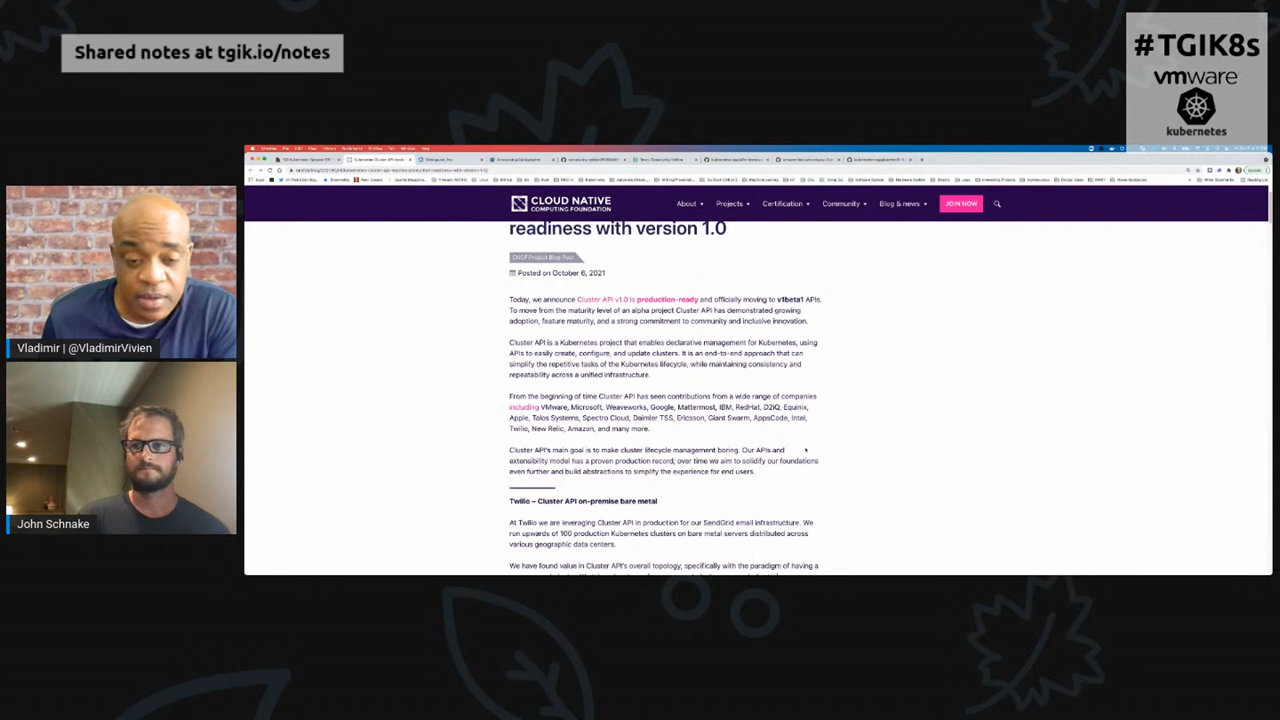 Shared notes at tgik.io/notes
#TGIK8s
vmware
kubernetes
CLOUD NATIVE
COMPUTING FOUNDATION
About
Projects
Certification
Community
Blog & news
JOIN NOW
readiness with version 1.0
CNCF Project Blog Post
Posted on October 6, 2021
Today, we announce Cluster API v1.0 is production-ready and officially moving to v1beta1 APIs.
To move from the maturity level of an alpha project Cluster API has demonstrated growing
adoption, feature maturity, and a strong commitment to community and inclusive innovation.
Cluster API is a Kubernetes project that enables declarative management for Kubernetes, using
APIs to easily create, configure, and update clusters. It is an end-to-end approach that can
simplify the repetitive tasks of the Kubernetes lifecycle, while maintaining consistency and
repeatability across a unified infrastructure.
From the beginning of time Cluster API has seen contributions from a wide range of companies
including VMware, Microsoft, Weaveworks, Google, Mattermost, IBM, RedHat, D2iQ, Equinix,
Apple, Talos Systems, Spectro Cloud, Daimler TSS, Ericsson, Giant Swarm, AppsCode, Intel,
Twilio, New Relic, Amazon, and many more.
Cluster API's main goal is to make cluster lifecycle management boring. Our APIs and
extensibility model has a proven production record; over time we aim to solidify our foundations
even further and build abstractions to simplify the experience for end users.
Twilio – Cluster API on-premise bare metal
At Twilio we are leveraging Cluster API in production for our SendGrid email infrastructure. We
run upwards of 100 production Kubernetes clusters on bare metal servers distributed across
various geographic data centers.
We have found value in Cluster API's overall topology, specifically with the paradigm of having a
Vladimir | @VladimirVivien
John Schnake